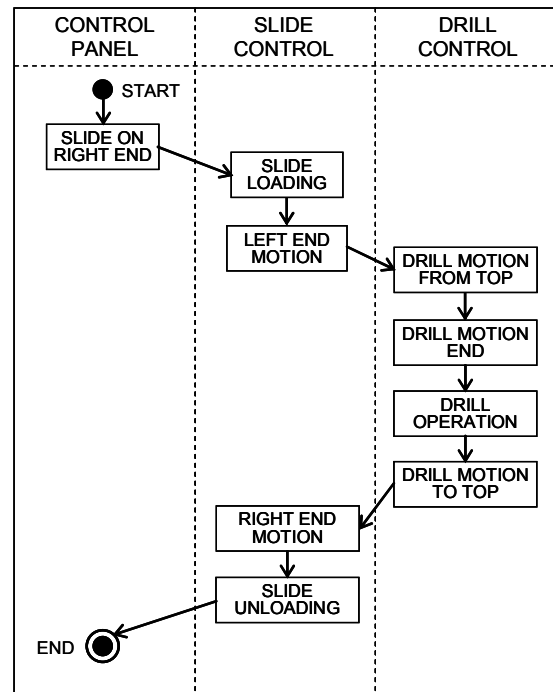 CONTROL
PANEL
SLIDE
CONTROL
DRILL
CONTROL
START
SLIDE ON
RIGHT END
SLIDE
LOADING
LEFT END
MOTION
DRILL MOTION
FROM TOP
DRILL MOTION
END
DRILL
OPERATION
DRILL MOTION
TO TOP
RIGHT END
MOTION
SLIDE
UNLOADING
END